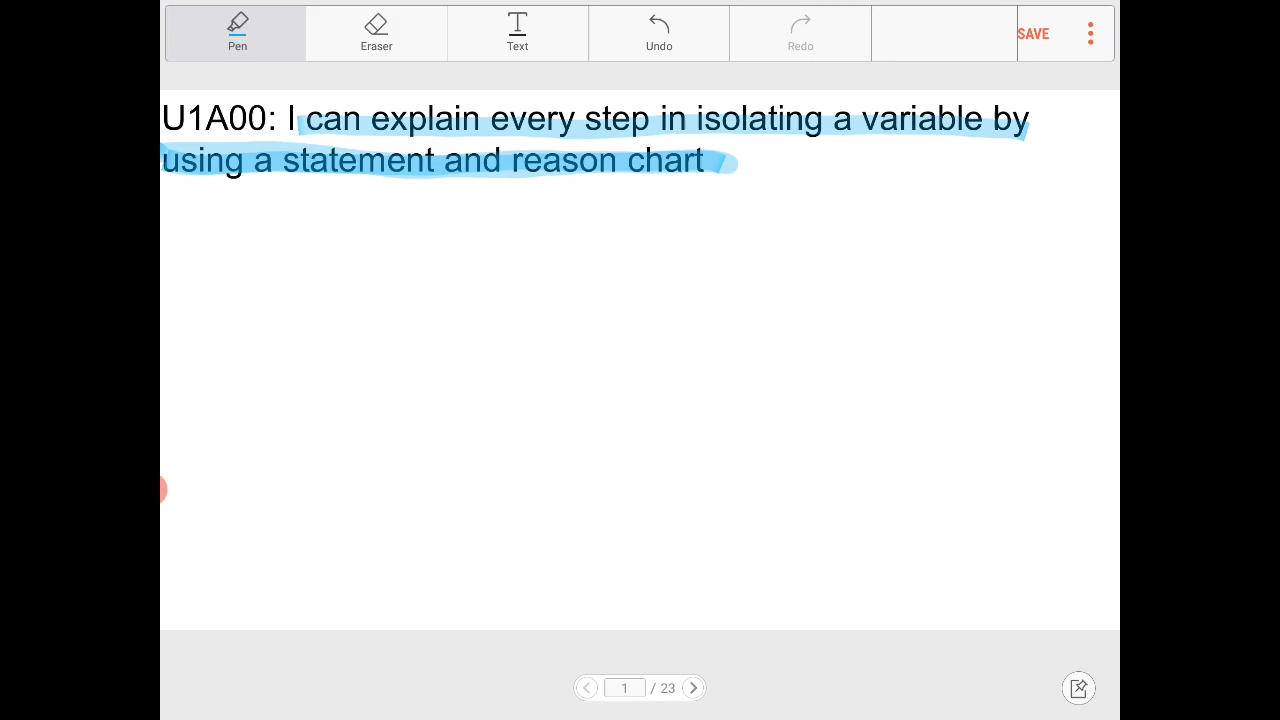 Pen
Eraser
Text
Undo
Redo
SAVE
U1A00: I can explain every step in isolating a variable by
using a statement and reason chart
1 / 23